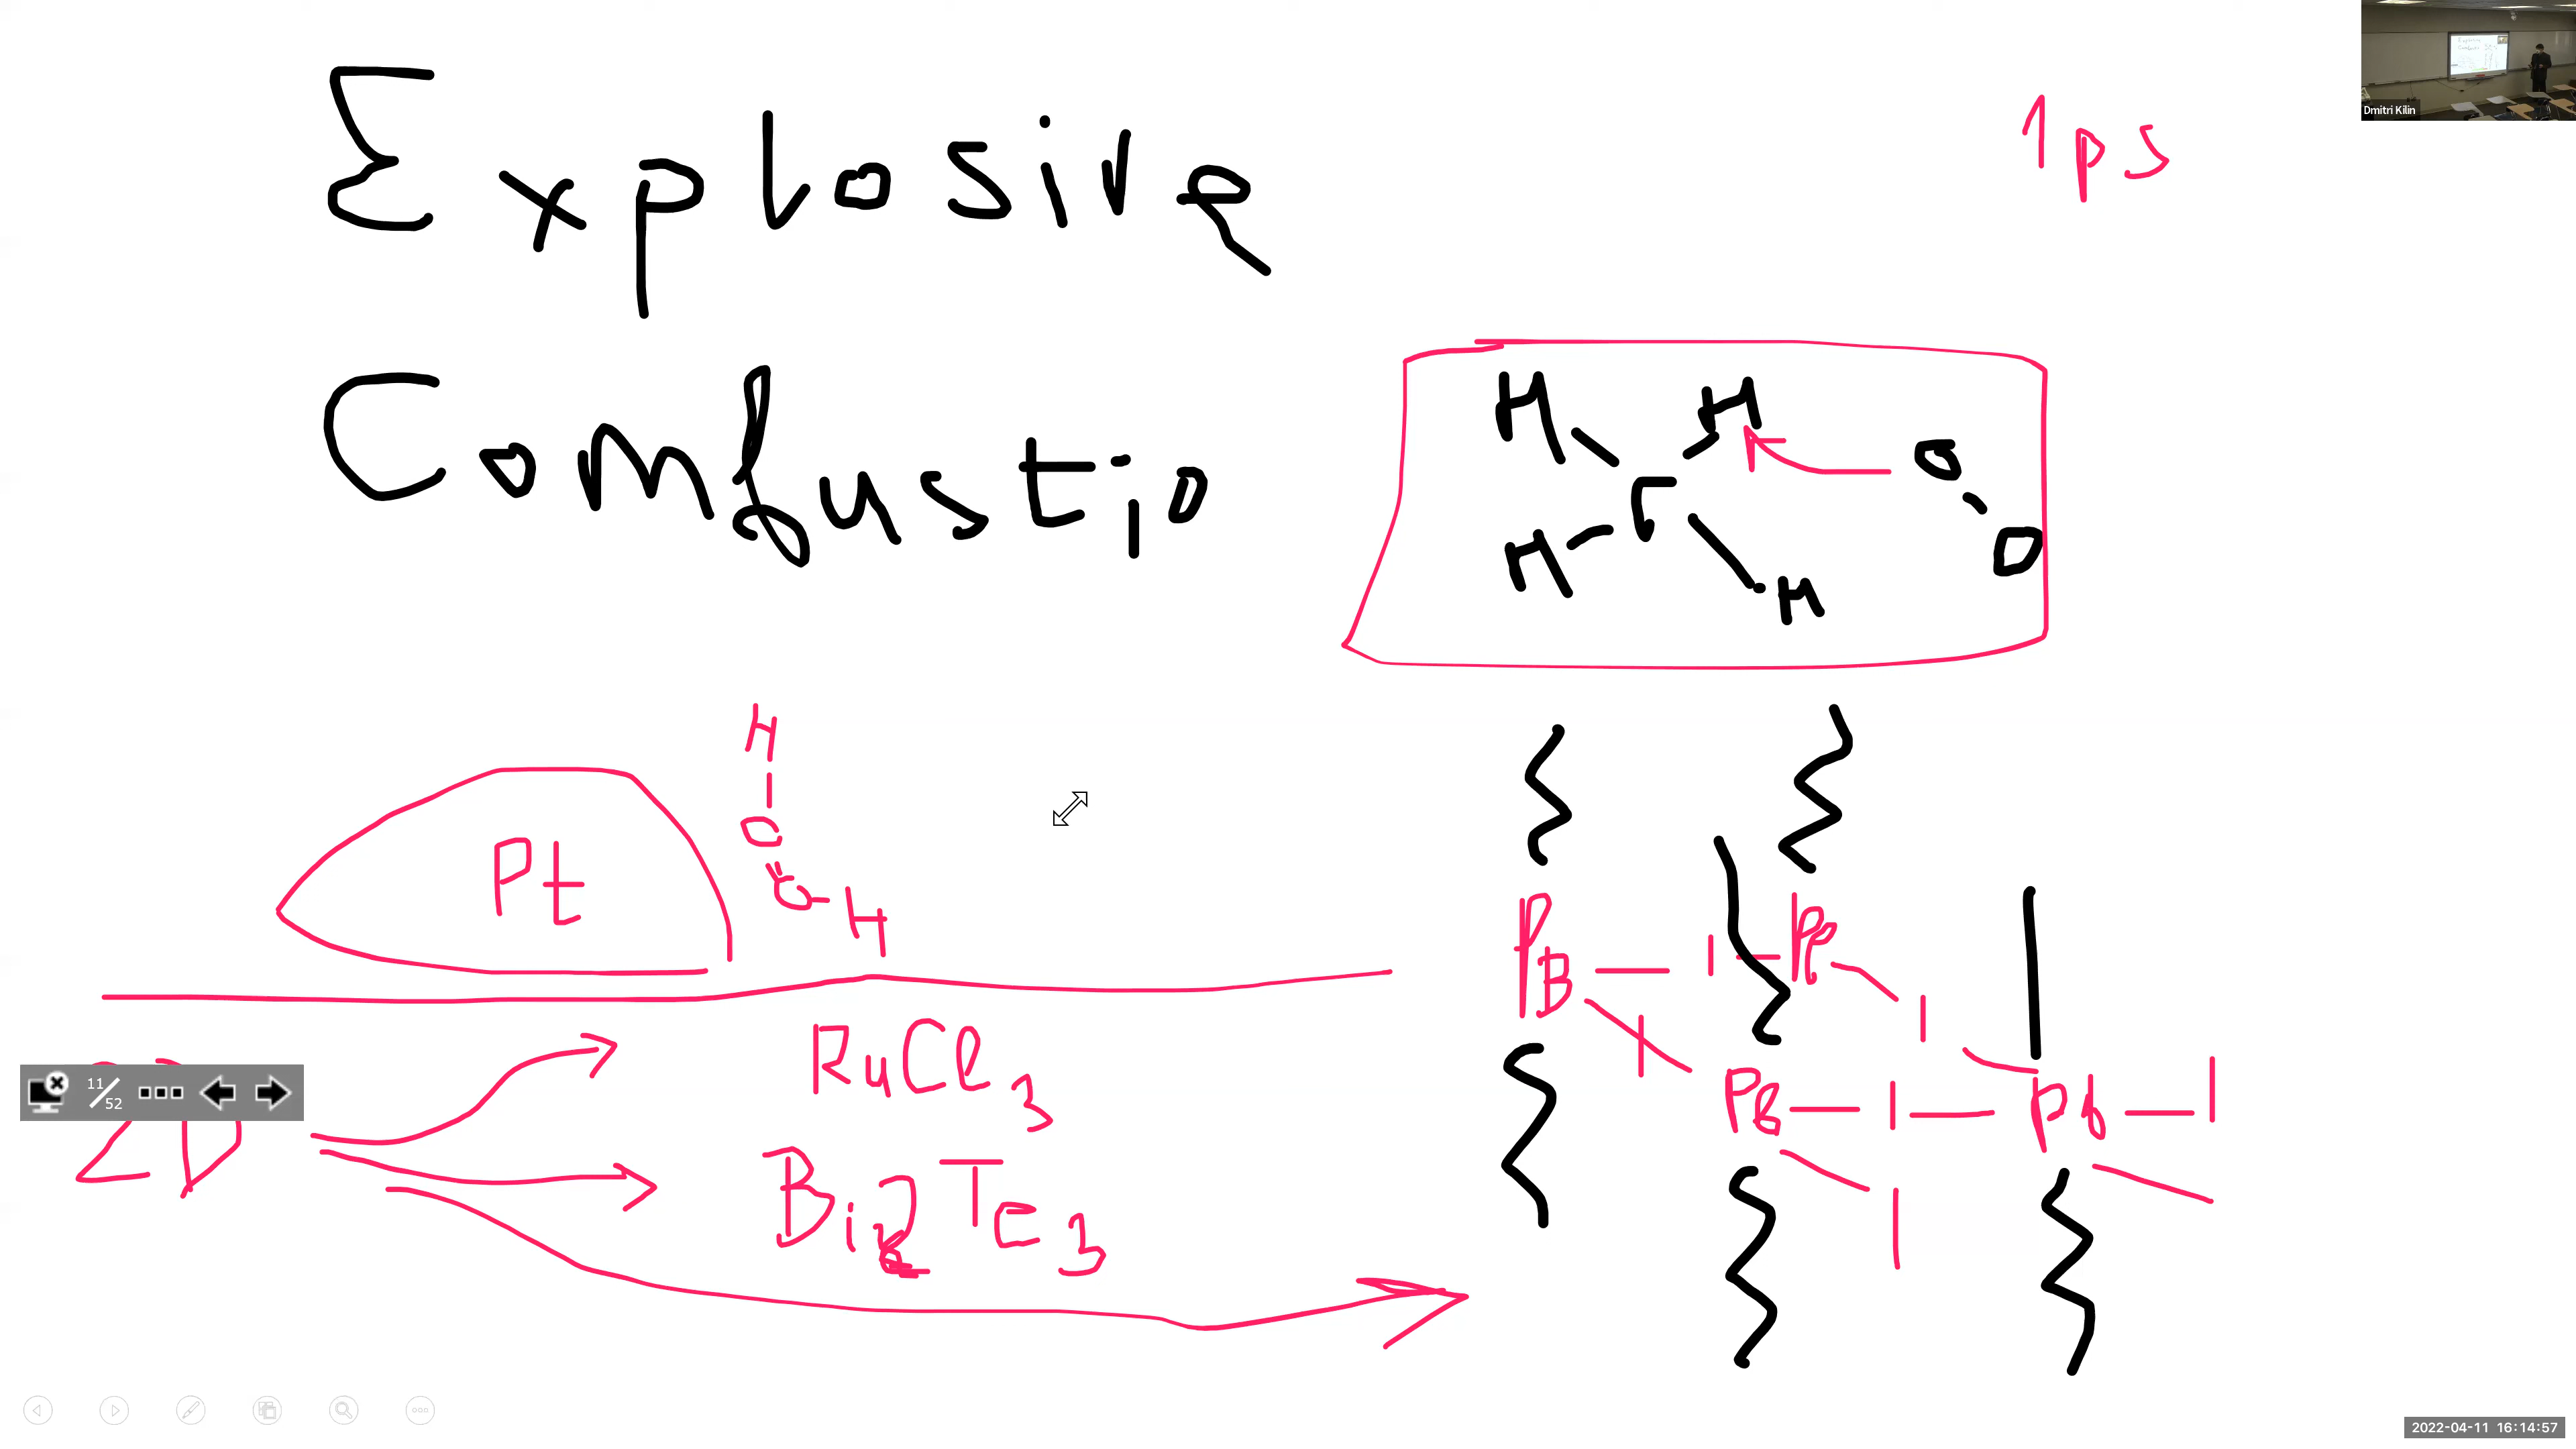 Explosive
1ps
Dmitri Kilin
Combustio
H H
C O
H H O
H
O
Pt
O-H
PB — I — Pb
I
RuCl3
I
2D
11/52
PB — I — Pb — I
Bi2Te3
I
2022-04-11 16:14:57